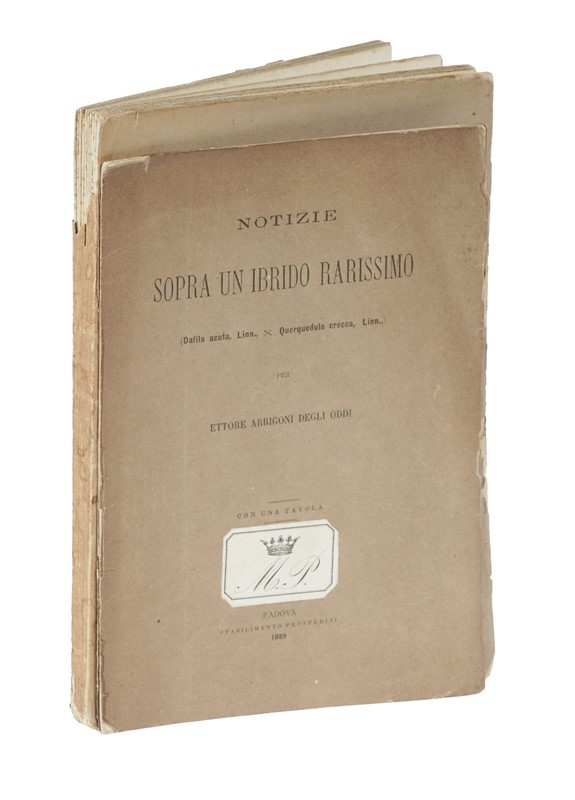 NOTIZIE
SOPRA UN IBRIDO RARISSIMO
(Dafila acuta, Linn., × Querquedula crecca, Linn.,)
PER
ETTORE ARRIGONI DEGLI ODDI
CON UNA TAVOLA
M. P.
PADOVA
STABILIMENTO PROSPERINI
1889